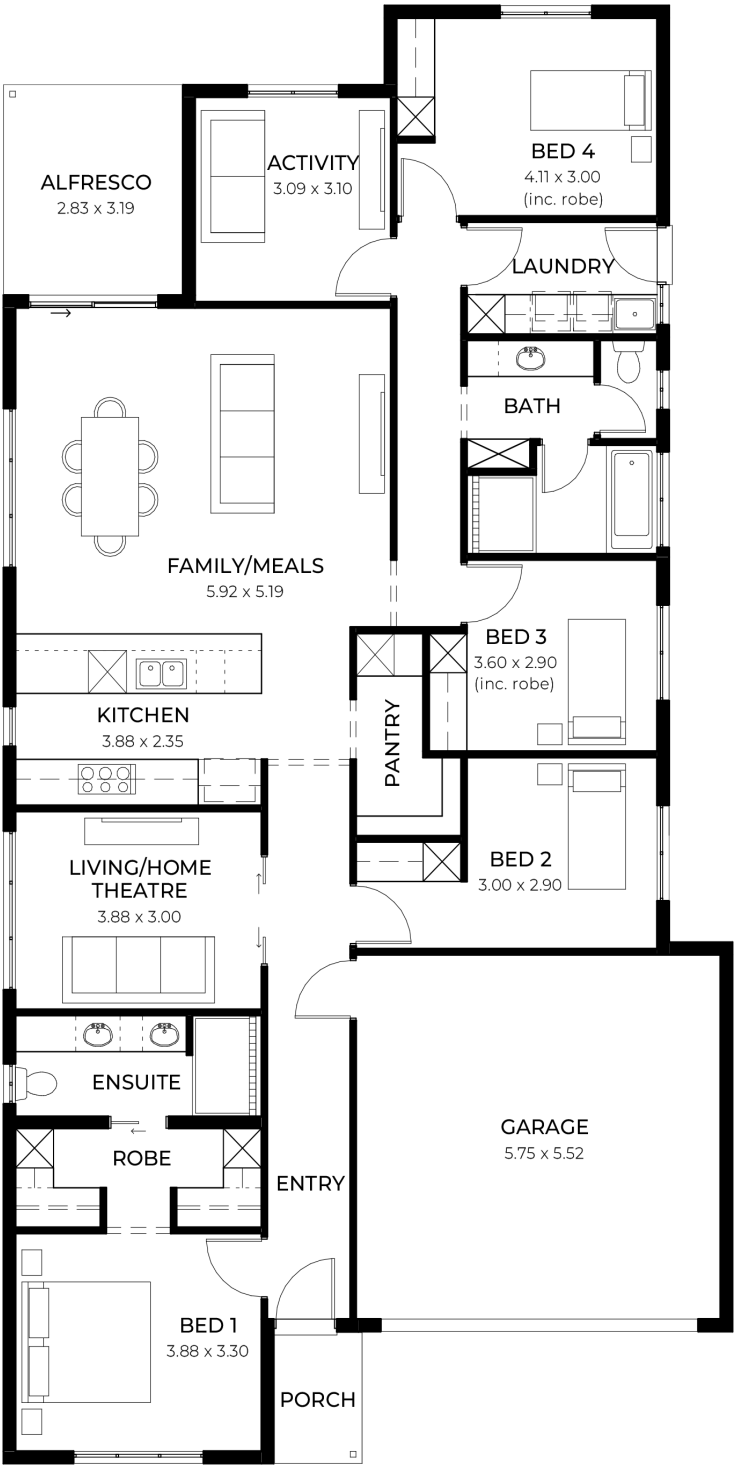 BED 4
4.11 x 3.00
(inc. robe)
ACTIVITY
3.09 x 3.10
ALFRESCO
2.83 x 3.19
LAUNDRY
BATH
FAMILY/MEALS
5.92 x 5.19
BED 3
3.60 x 2.90
(inc. robe)
KITCHEN
3.88 x 2.35
PANTRY
BED 2
3.00 x 2.90
LIVING/HOME
THEATRE
3.88 x 3.00
ENSUITE
ROBE
GARAGE
5.75 x 5.52
ENTRY
BED 1
3.88 x 3.30
PORCH